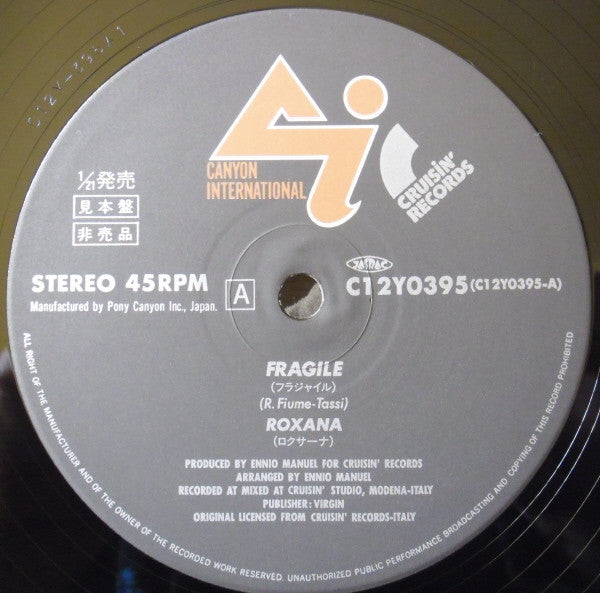 C12Y-395A1
CANYON
INTERNATIONAL
CRUISIN'
RECORDS
1/21発売
見本盤
非売品
JASRAC
STEREO 45RPM
A
C12Y0395(C12Y0395-A)
Manufactured by Pony Canyon Inc., Japan.
FRAGILE
(フラジャイル)
(R. Fiume-Tassi)
ROXANA
(ロクサーナ)
PRODUCED BY ENNIO MANUEL FOR CRUISIN' RECORDS
ARRANGED BY ENNIO MANUEL
RECORDED AT MIXED AT CRUISIN' STUDIO, MODENA-ITALY
PUBLISHER: VIRGIN
ORIGINAL LICENSED FROM CRUISIN' RECORDS-ITALY
ALL RIGHT OF THE MANUFACTURER AND OF THE OWNER OF THE RECORDED WORK RESERVED. UNAUTHORIZED PUBLIC PERFORMANCE BROADCASTING AND COPYING OF THIS RECORD PROHIBITED